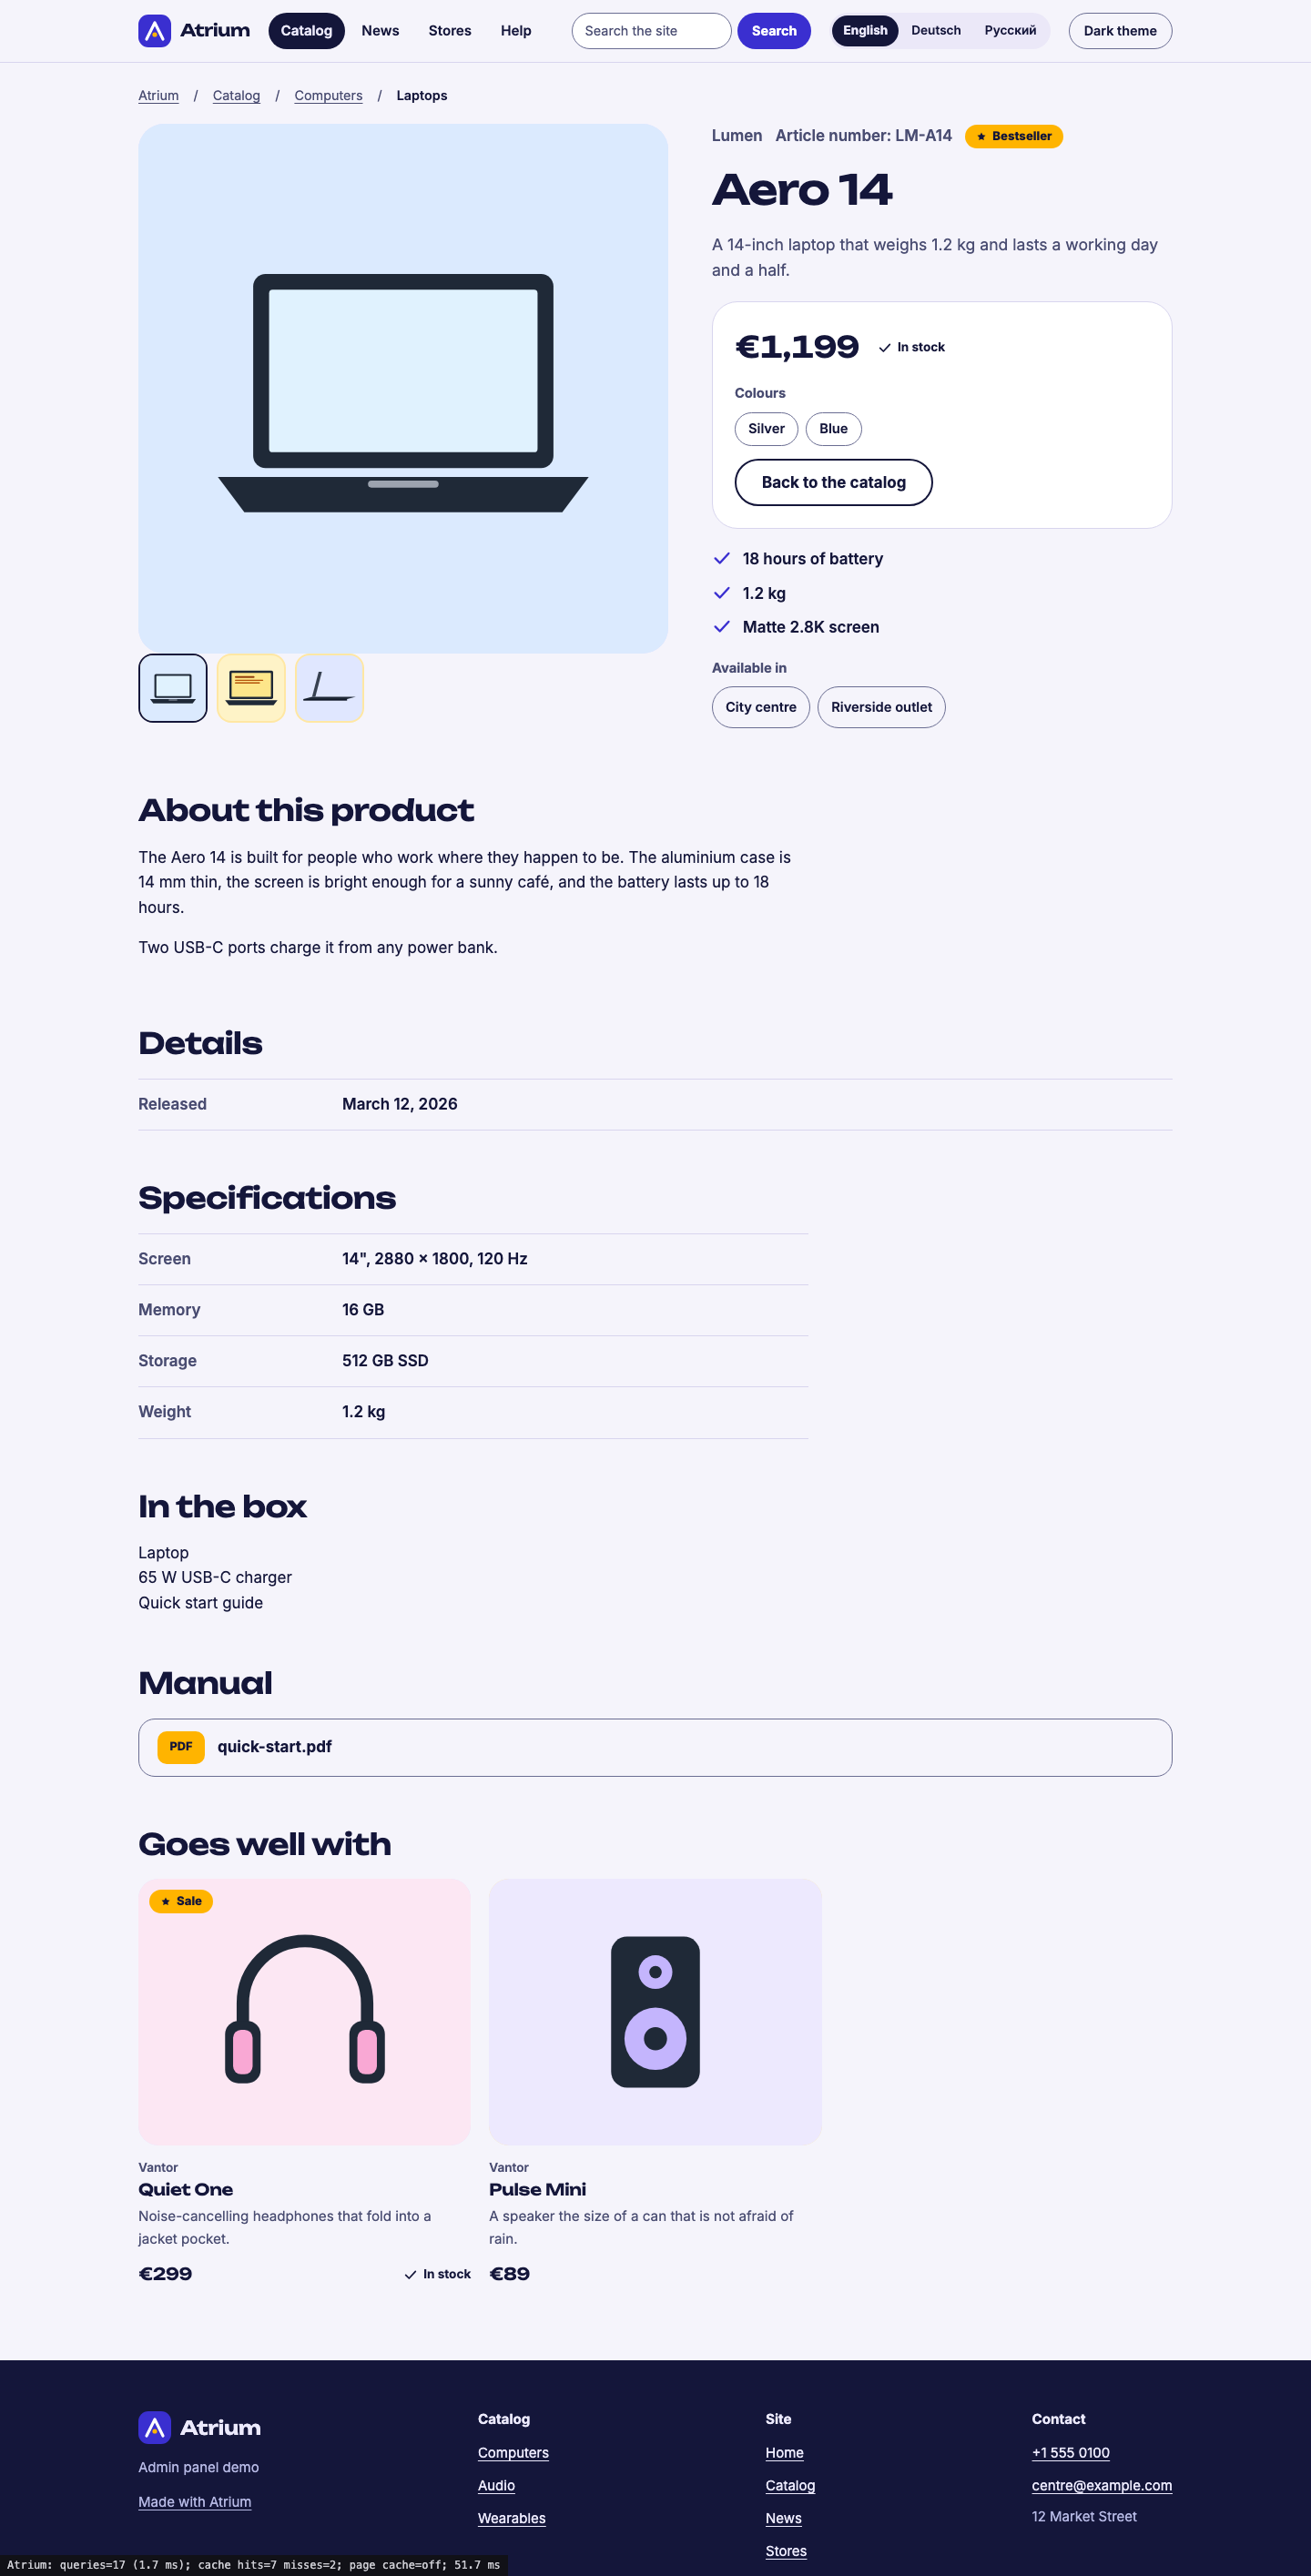 Atrium Catalog News Stores Help Search the site Search English Deutsch Русский Dark theme
Atrium / Catalog / Computers / Laptops
Lumen Article number: LM-A14 Bestseller
Aero 14
A 14-inch laptop that weighs 1.2 kg and lasts a working day
and a half.
€1,199 In stock
Colours
Silver Blue
Back to the catalog
18 hours of battery
1.2 kg
Matte 2.8K screen
Available in
City centre Riverside outlet
About this product
The Aero 14 is built for people who work where they happen to be. The aluminium case is
14 mm thin, the screen is bright enough for a sunny café, and the battery lasts up to 18
hours.
Two USB-C ports charge it from any power bank.
Details
Released March 12, 2026
Specifications
Screen 14", 2880 × 1800, 120 Hz
Memory 16 GB
Storage 512 GB SSD
Weight 1.2 kg
In the box
Laptop
65 W USB-C charger
Quick start guide
Manual
PDF quick-start.pdf
Goes well with
Sale
Vantor
Quiet One
Noise-cancelling headphones that fold into a
jacket pocket.
€299 In stock
Vantor
Pulse Mini
A speaker the size of a can that is not afraid of
rain.
€89
Atrium
Admin panel demo
Made with Atrium
Catalog
Computers
Audio
Wearables
Site
Home
Catalog
News
Stores
Contact
+1 555 0100
centre@example.com
12 Market Street
Atrium: queries=17 (1.7 ms); cache hits=7 misses=2; page cache=off; 51.7 ms